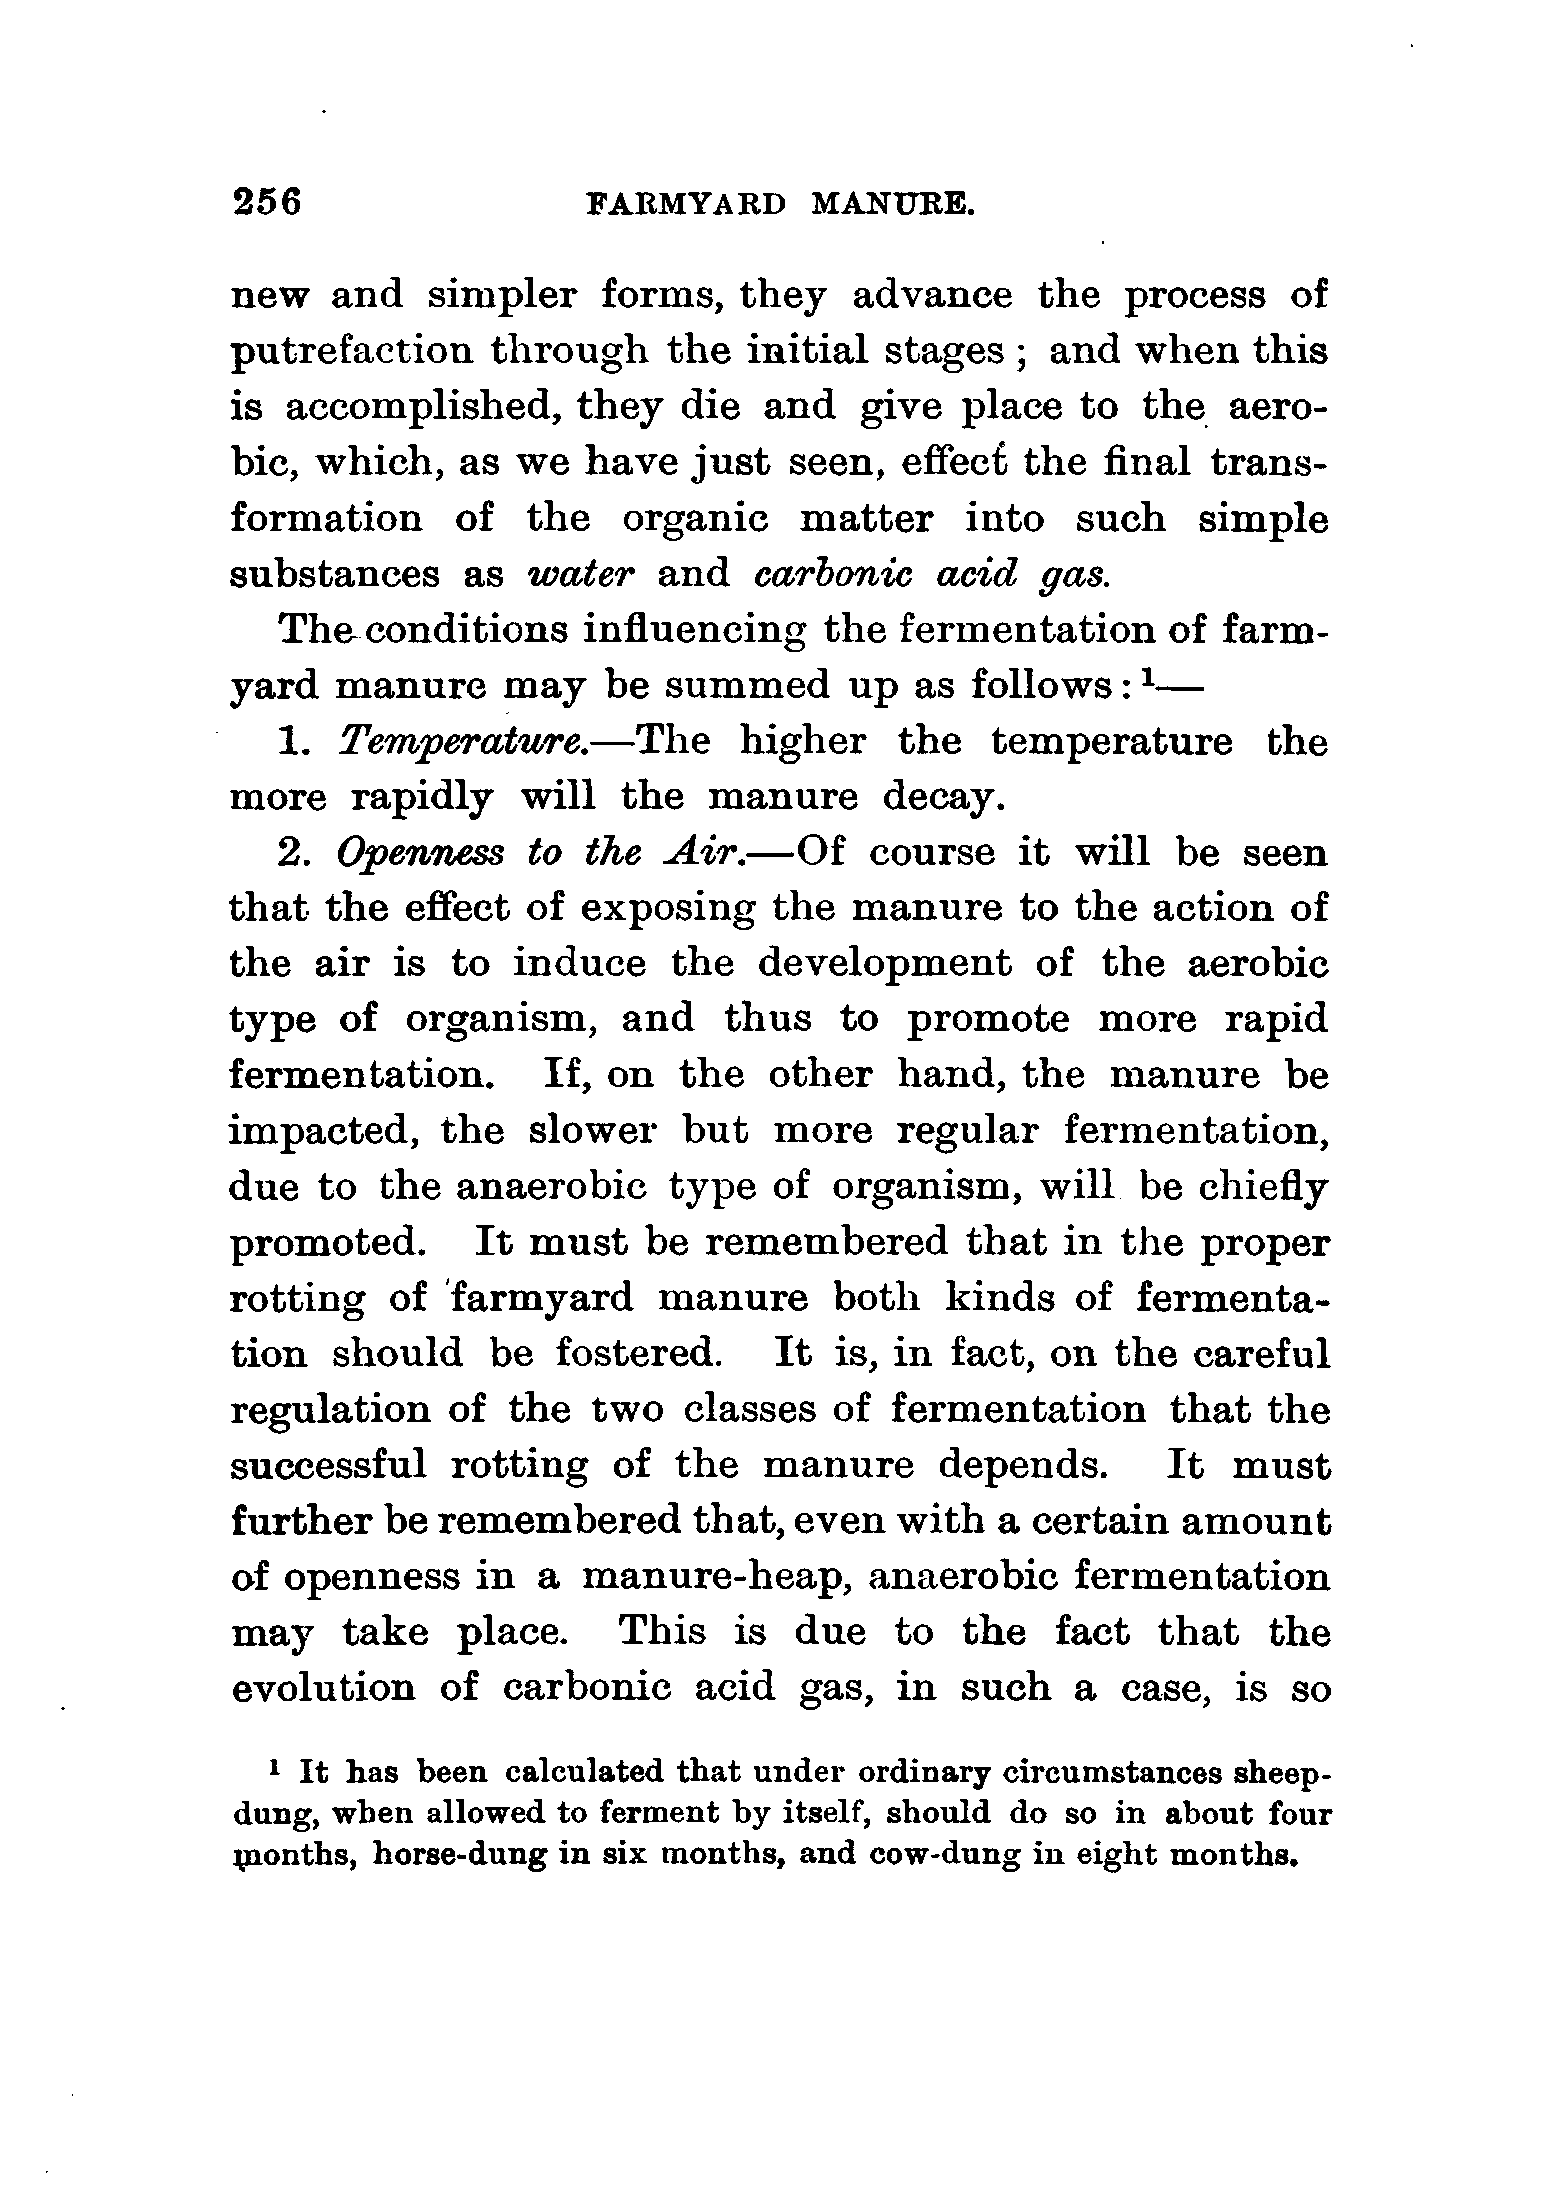 256 FARMYARD MANURE.
new and simpler forms, they advance the process of
putrefaction through the initial stages ; and when this
is accomplished, they die and give place to the aero-
bic, which, as we have just seen, effect the final trans-
formation of the organic matter into such simple
substances as water and carbonic acid gas.
The conditions influencing the fermentation of farm-
yard manure may be summed up as follows : ¹—
1. Temperature.—The higher the temperature the
more rapidly will the manure decay.
2. Openness to the Air.—Of course it will be seen
that the effect of exposing the manure to the action of
the air is to induce the development of the aerobic
type of organism, and thus to promote more rapid
fermentation. If, on the other hand, the manure be
impacted, the slower but more regular fermentation,
due to the anaerobic type of organism, will be chiefly
promoted. It must be remembered that in the proper
rotting of farmyard manure both kinds of fermenta-
tion should be fostered. It is, in fact, on the careful
regulation of the two classes of fermentation that the
successful rotting of the manure depends. It must
further be remembered that, even with a certain amount
of openness in a manure-heap, anaerobic fermentation
may take place. This is due to the fact that the
evolution of carbonic acid gas, in such a case, is so
¹ It has been calculated that under ordinary circumstances sheep-
dung, when allowed to ferment by itself, should do so in about four
months, horse-dung in six months, and cow-dung in eight months.